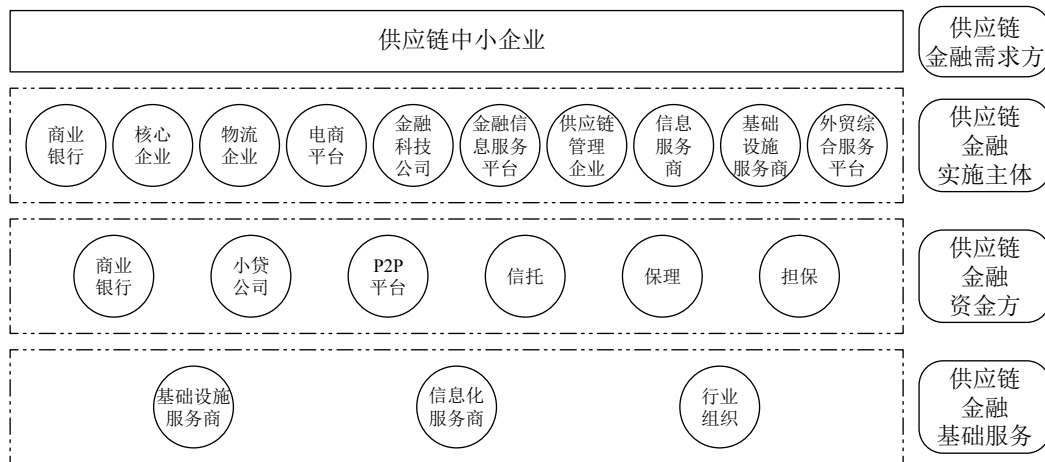 供应链中小企业
供应链
金融需求方
商业
银行
核心
企业
物流
企业
电商
平台
金融
科技
公司
金融信
息服务
平台
供应链
管理
企业
信息
服务
商
基础
设施
服务商
外贸综
合服务
平台
供应链
金融
实施主体
商业
银行
小贷
公司
P2P
平台
信托
保理
担保
供应链
金融
资金方
基础设施
服务商
信息化
服务商
行业
组织
供应链
金融
基础服务